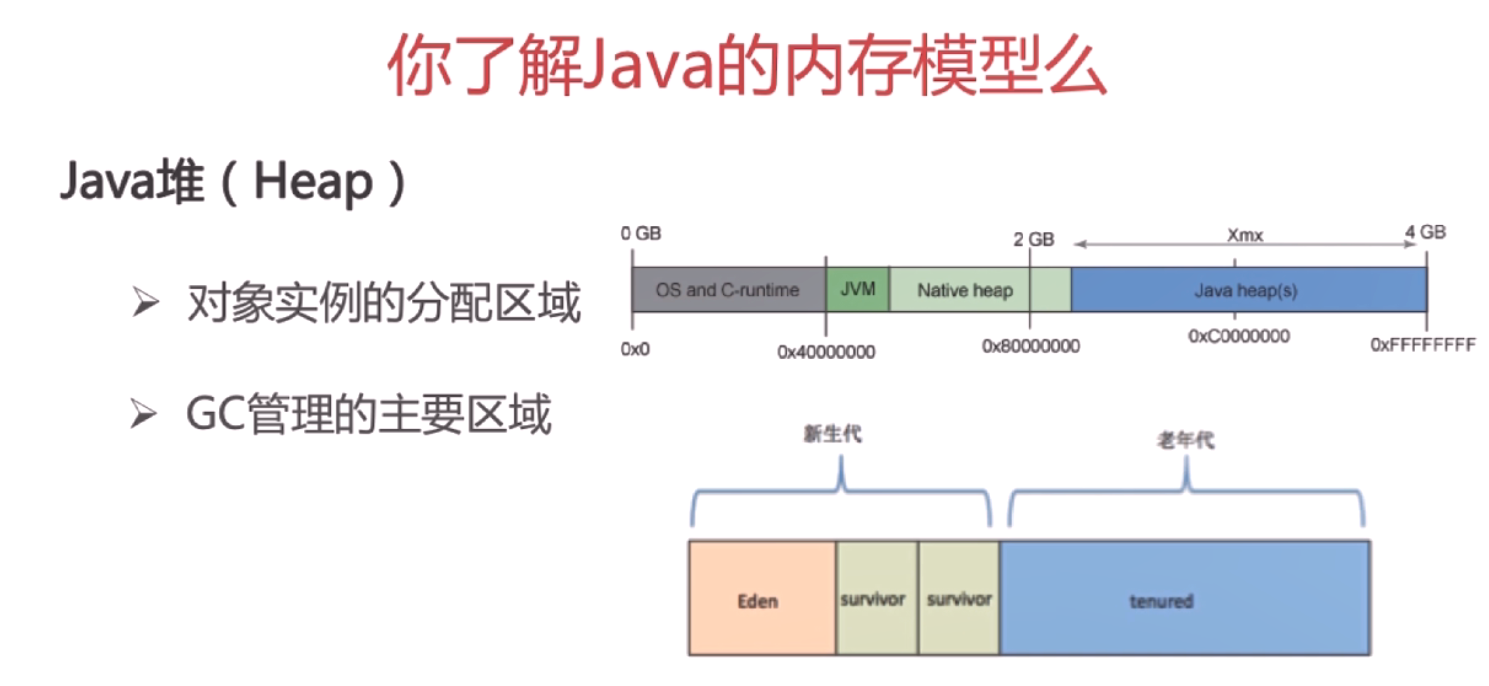 你了解Java的内存模型么
Java堆（Heap）
➢ 对象实例的分配区域
➢ GC管理的主要区域
0 GB 2 GB Xmx 4 GB
OS and C-runtime JVM Native heap Java heap(s)
0x0 0x40000000 0x80000000 0xC0000000 0xFFFFFFFF
新生代 老年代
Eden survivor survivor tenured